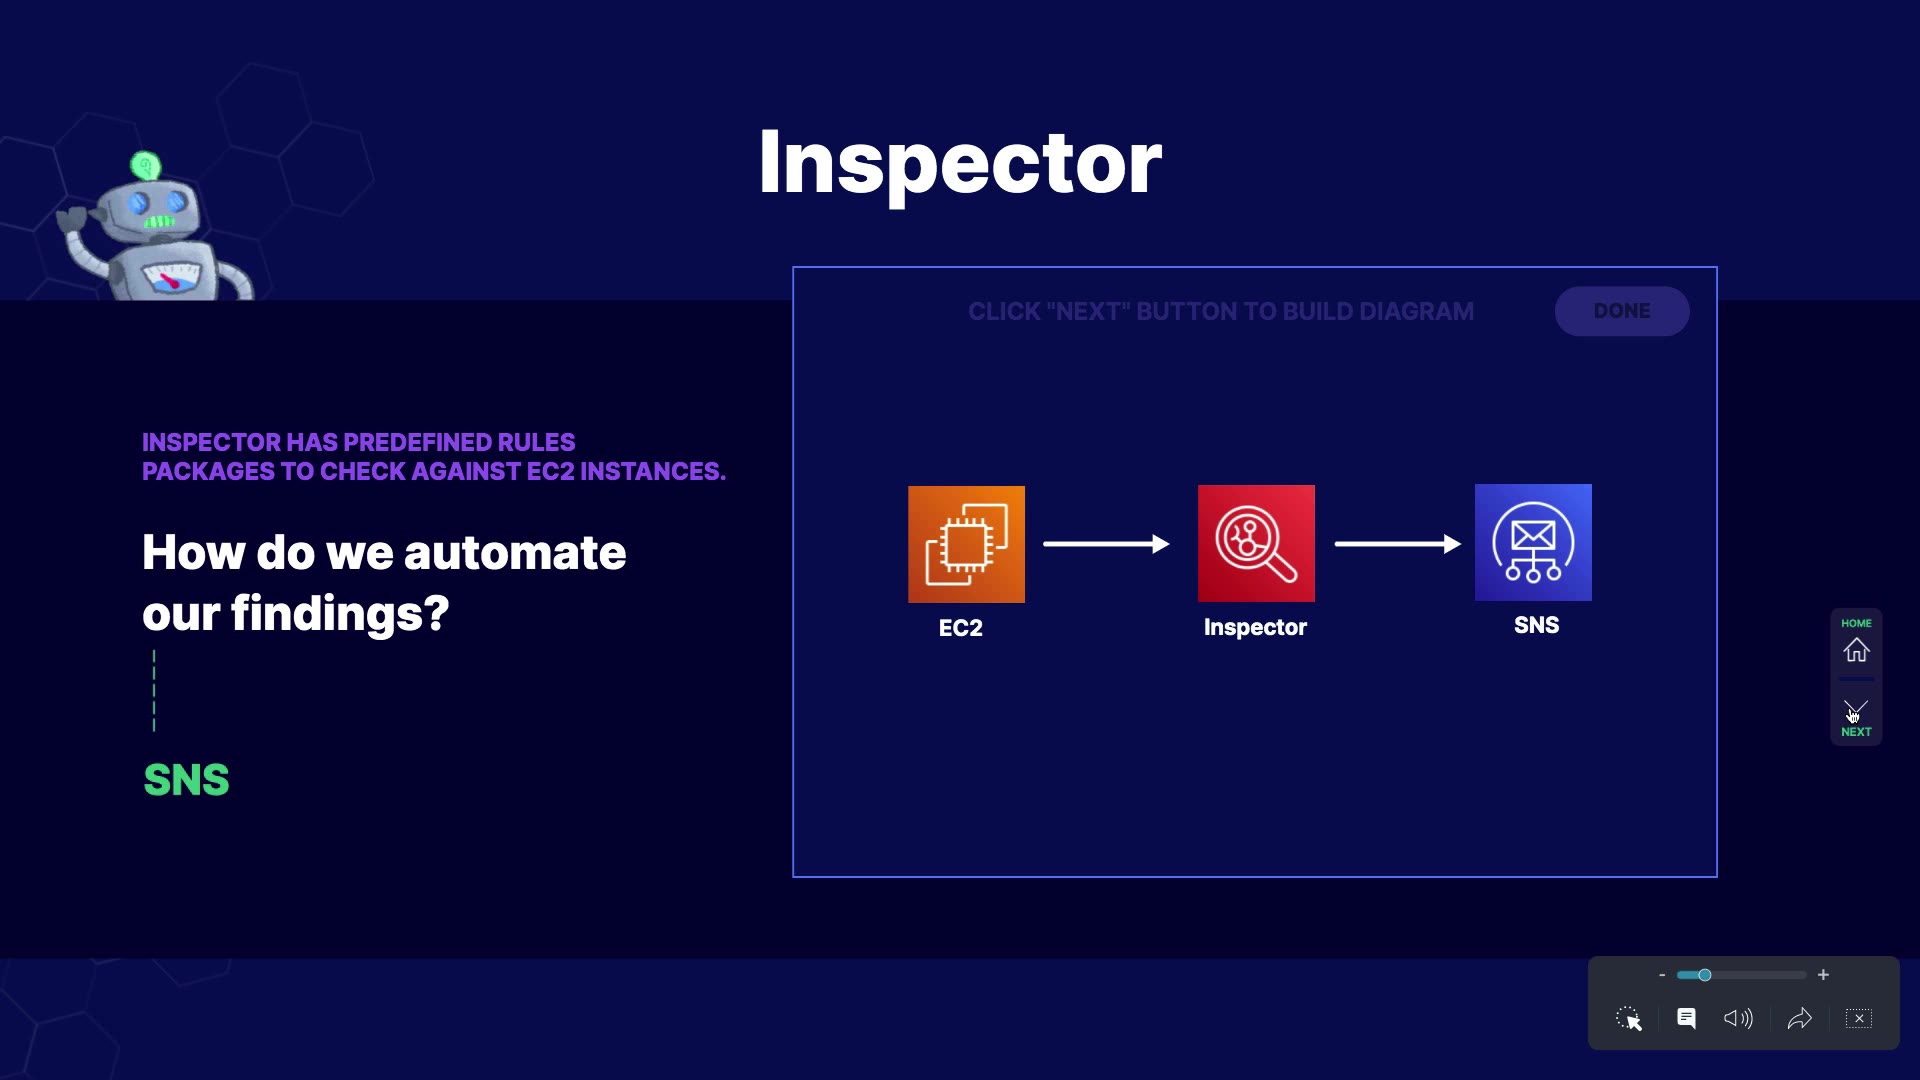 Inspector
CLICK "NEXT" BUTTON TO BUILD DIAGRAM
DONE
INSPECTOR HAS PREDEFINED RULES
PACKAGES TO CHECK AGAINST EC2 INSTANCES.
How do we automate
our findings?
SNS
EC2
Inspector
SNS
HOME
NEXT
- +